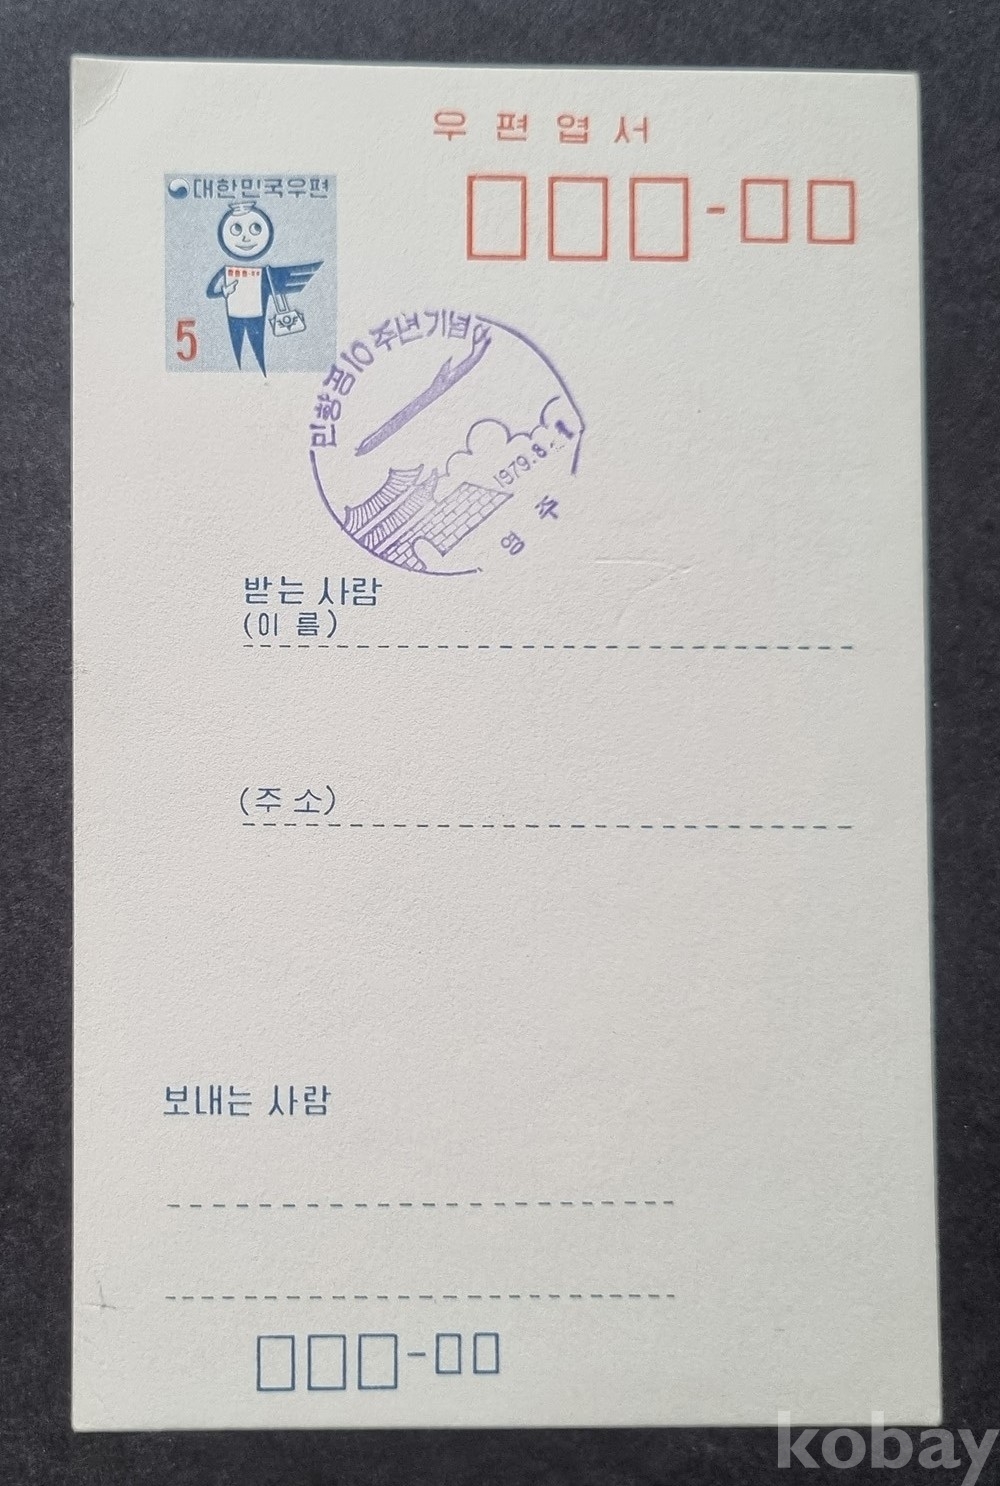 우편엽서
대한민국우편
5
민항공10주년기념
1979.8.1
영주
받는 사람
(이 름)
(주 소)
보내는 사람
kobay